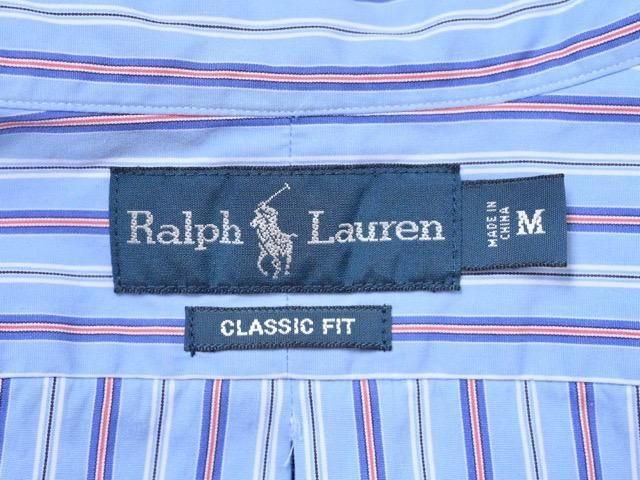 Ralph Lauren
MADE IN
CHINA
M
CLASSIC FIT